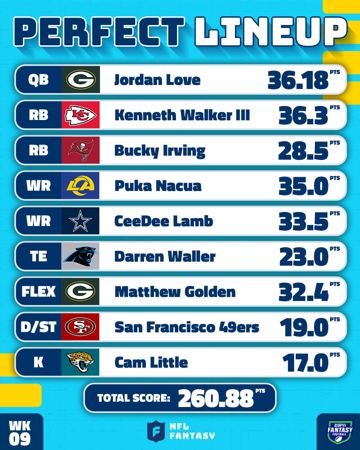 PERFECT LINEUP
QB Jordan Love 36.18 PTS
RB Kenneth Walker III 36.3 PTS
RB Bucky Irving 28.5 PTS
WR Puka Nacua 35.0 PTS
WR CeeDee Lamb 33.5 PTS
TE Darren Waller 23.0 PTS
FLEX Matthew Golden 32.4 PTS
D/ST San Francisco 49ers 19.0 PTS
K Cam Little 17.0 PTS
TOTAL SCORE: 260.88 PTS
WK
09
NFL
FANTASY
ESPN
FANTASY
FOOTBALL